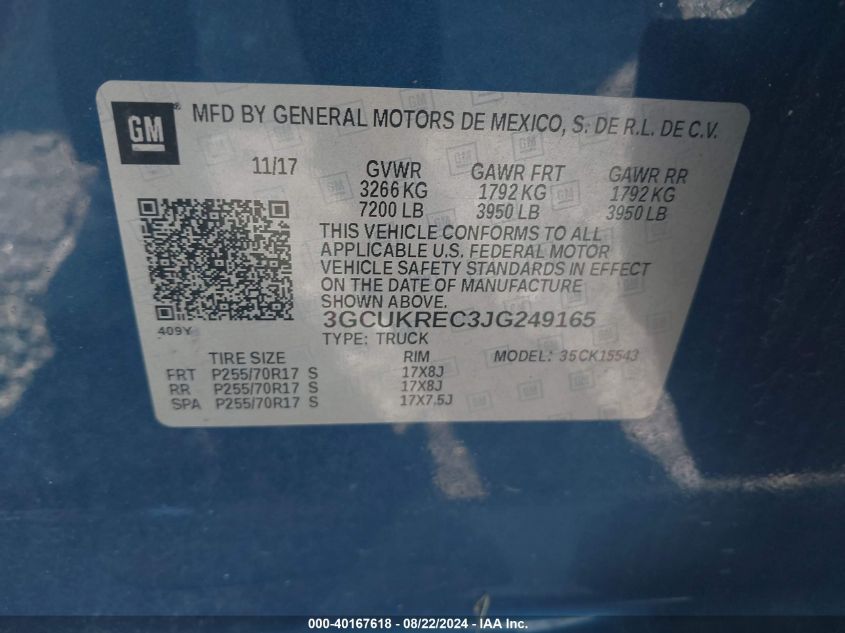 GM ®
MFD BY GENERAL MOTORS DE MEXICO, S. DE R.L. DE C.V.
11/17 GVWR GAWR FRT GAWR RR
3266 KG 1792 KG 1792 KG
7200 LB 3950 LB 3950 LB
THIS VEHICLE CONFORMS TO ALL
APPLICABLE U.S. FEDERAL MOTOR
VEHICLE SAFETY STANDARDS IN EFFECT
ON THE DATE OF MANUFACTURE
SHOWN ABOVE.
3GCUKREC3JG249165
409Y
TYPE: TRUCK
TIRE SIZE RIM MODEL: 35CK15543
FRT P255/70R17 S 17X8J
RR P255/70R17 S 17X8J
SPA P255/70R17 S 17X7.5J
000-40167618 - 08/22/2024 - IAA Inc.